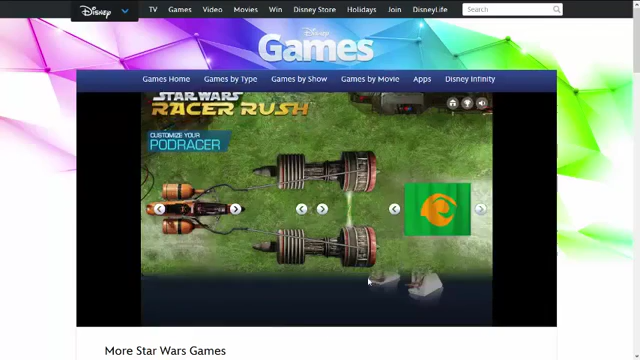 Disney
TV Games Video Movies Win Disney Store Holidays Join DisneyLife
Search
Disney
Games
Games Home Games by Type Games by Show Games by Movie Apps Disney Infinity
STAR WARS
RACER RUSH
CUSTOMIZE YOUR
PODRACER
More Star Wars Games